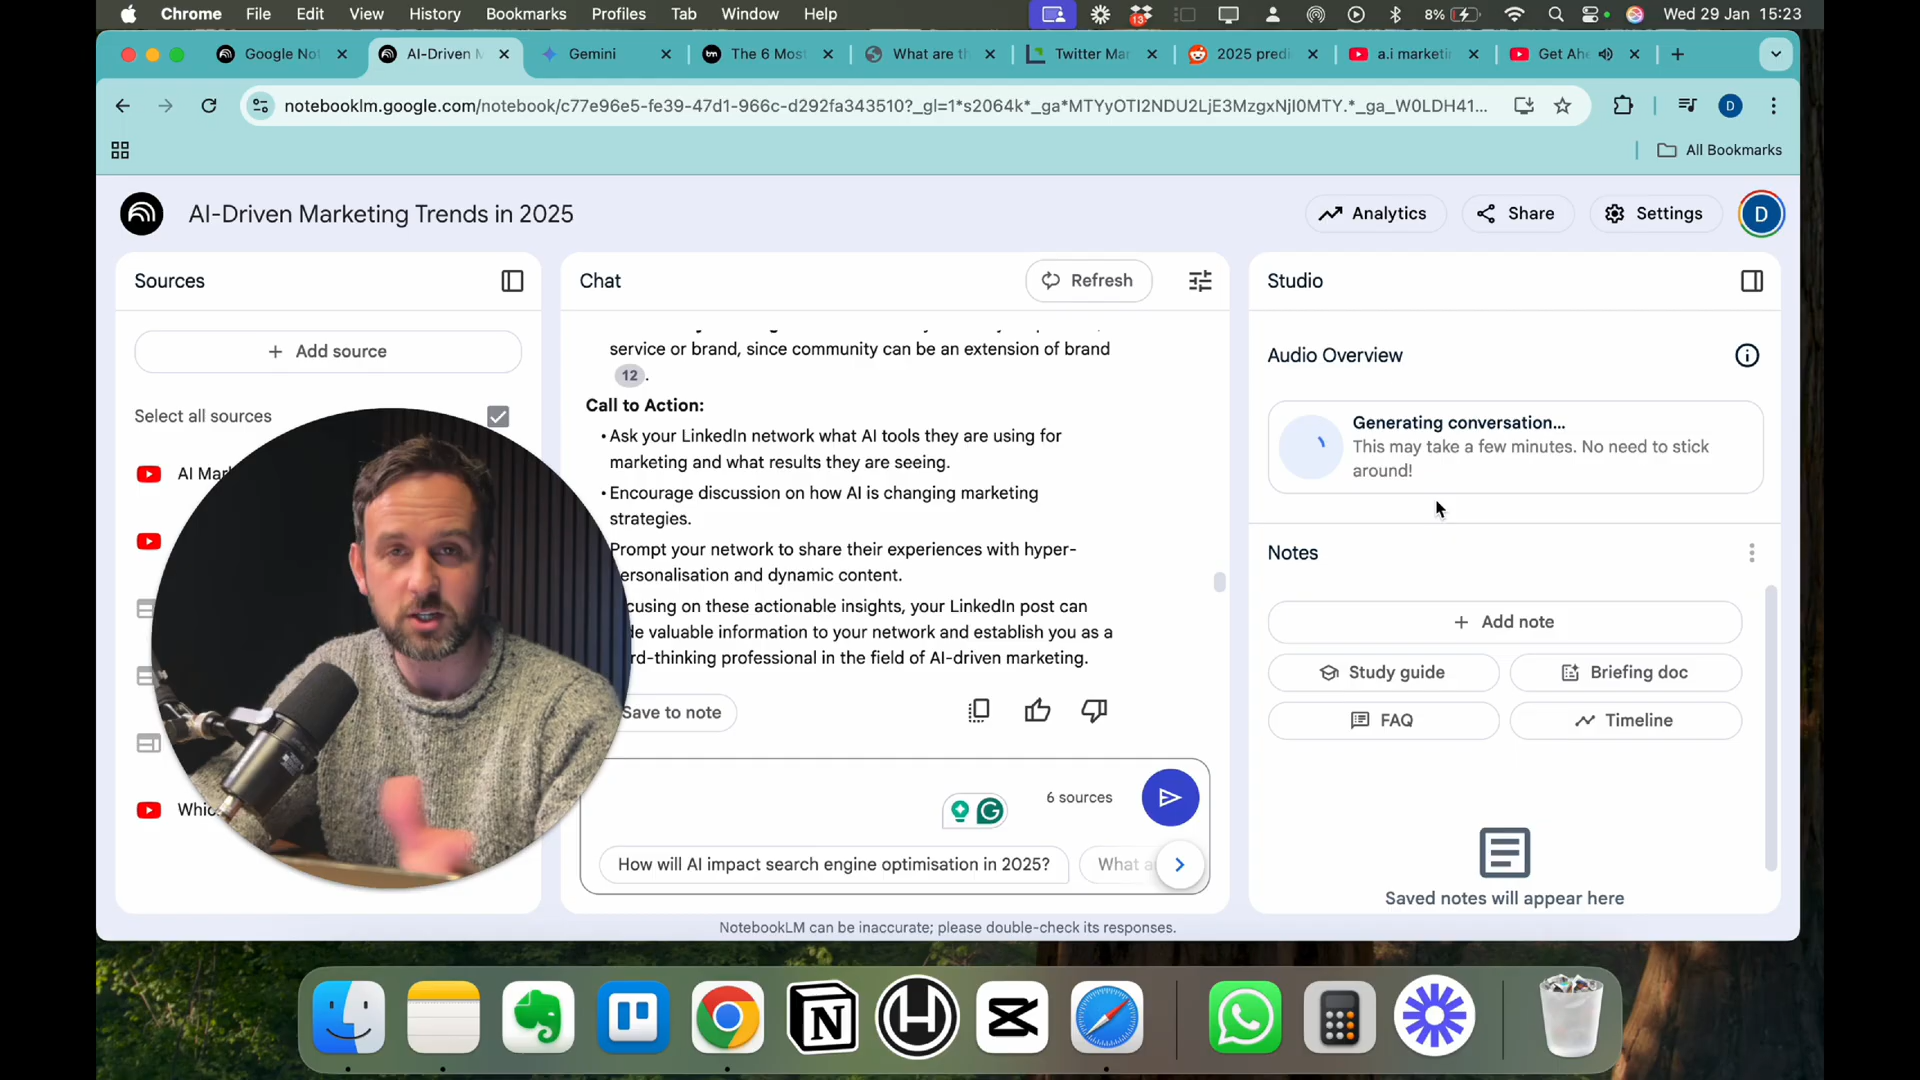 Chrome File Edit View History Bookmarks Profiles Tab Window Help 13 8% Wed 29 Jan 15:23
Google Not AI-Driven M Gemini The 6 Most What are th Twitter Mar 2025 predi a.i marketin Get Ahe
notebooklm.google.com/notebook/c77e96e5-fe39-47d1-966c-d292fa343510?_gl=1*s2064k*_ga*MTYyOTI2NDU2LjE3MzgxNjI0MTY.*_ga_W0LDH41... D
All Bookmarks
AI-Driven Marketing Trends in 2025
Analytics Share Settings D
Sources
Add source
Select all sources
AI Mar
Whic
Chat Refresh
service or brand, since community can be an extension of brand
12 .
Call to Action:
• Ask your LinkedIn network what AI tools they are using for
marketing and what results they are seeing.
• Encourage discussion on how AI is changing marketing
strategies.
Prompt your network to share their experiences with hyper-
ersonalisation and dynamic content.
cusing on these actionable insights, your LinkedIn post can
de valuable information to your network and establish you as a
rd-thinking professional in the field of AI-driven marketing.
Save to note
6 sources
How will AI impact search engine optimisation in 2025? What a
NotebookLM can be inaccurate; please double-check its responses.
Studio
Audio Overview
Generating conversation...
This may take a few minutes. No need to stick
around!
Notes
Add note
Study guide Briefing doc
FAQ Timeline
Saved notes will appear here